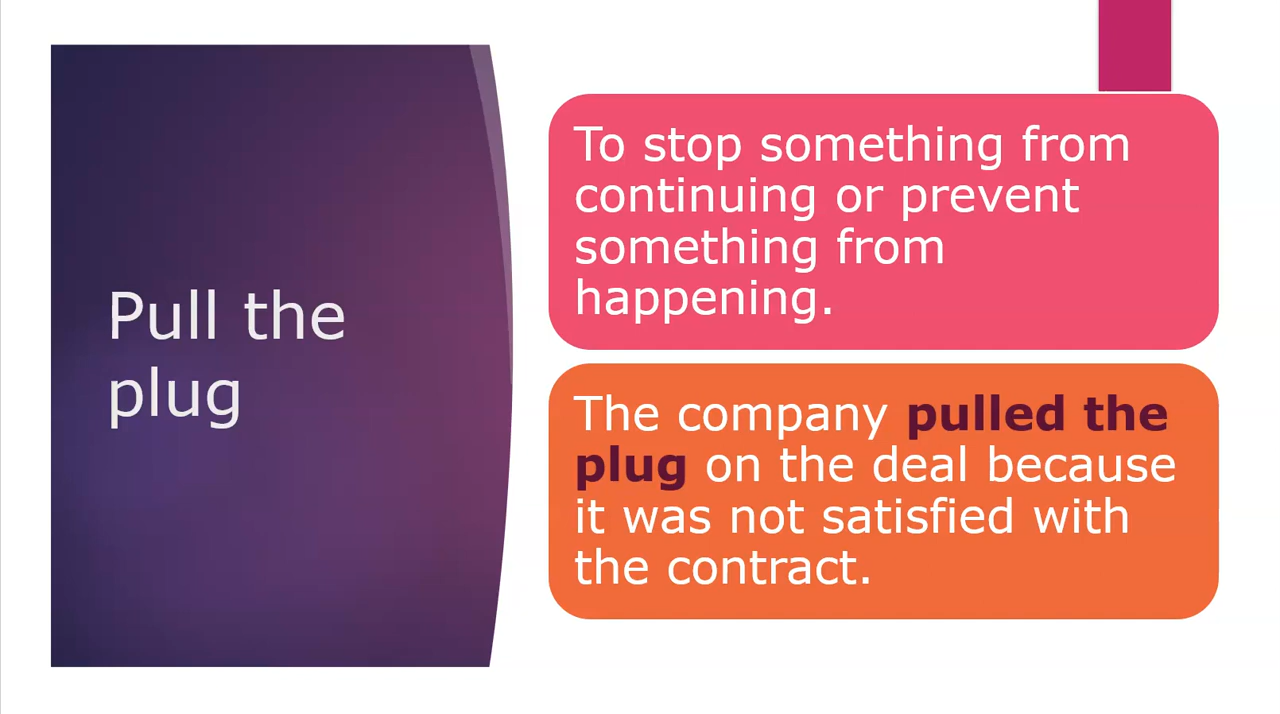 Pull the
plug
To stop something from
continuing or prevent
something from
happening.
The company pulled the
plug on the deal because
it was not satisfied with
the contract.